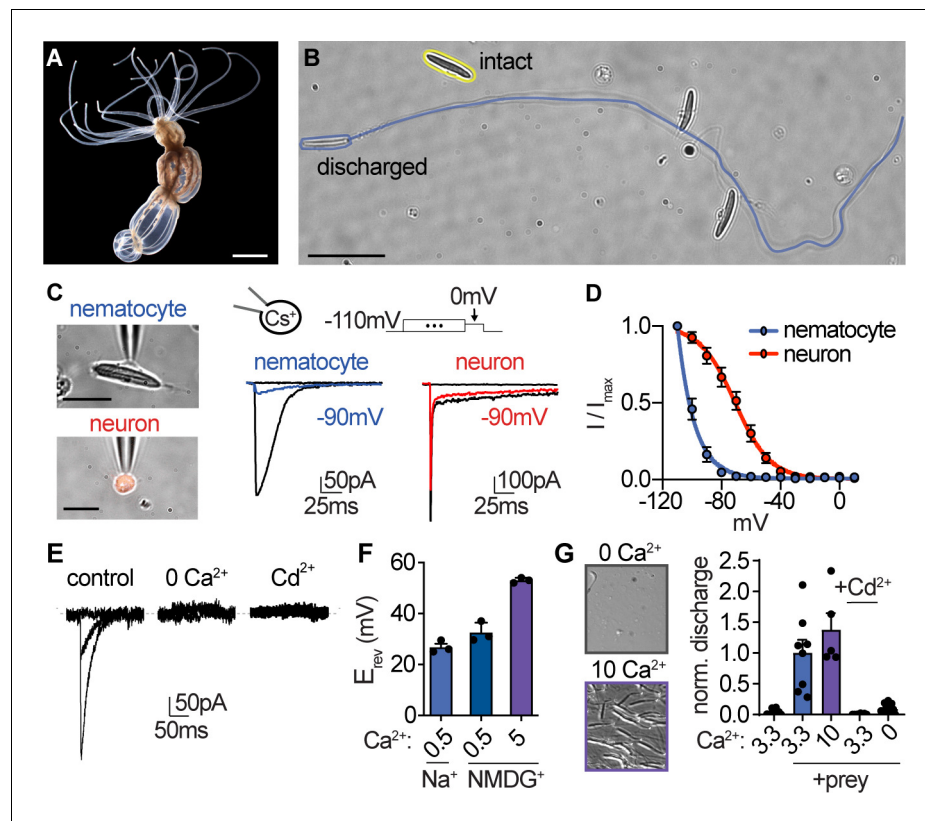 A
B
intact
discharged
C
nematocyte
neuron
Cs⁺
-110mV
0mV
nematocyte
-90mV
50pA
25ms
neuron
-90mV
100pA
25ms
D
nematocyte
neuron
I / Imax
1.0
0.5
0.0
-120 -80 -40 0
mV
E
control
0 Ca²⁺
Cd²⁺
50pA
50ms
F
Erev (mV)
60
40
20
0
Ca²⁺: 0.5 0.5 5
Na⁺ NMDG⁺
G
0 Ca²⁺
10 Ca²⁺
norm. discharge
2.5
2.0
1.5
1.0
0.5
0.0
+Cd²⁺
Ca²⁺: 3.3 3.3 10 3.3 0
+prey